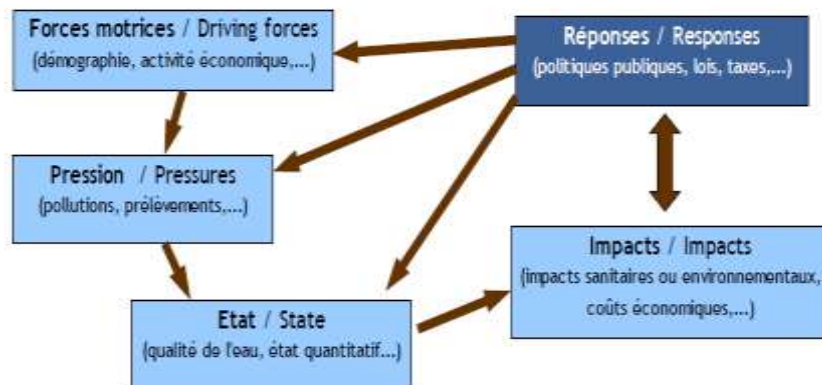 Forces motrices / Driving forces
(démographie, activité économique,...)
Réponses / Responses
(politiques publiques, lois, taxes,...)
Pression / Pressures
(pollutions, prélèvements,...)
Impacts / Impacts
(impacts sanitaires ou environnementaux,
coûts économiques,...)
Etat / State
(qualité de l'eau, état quantitatif...)